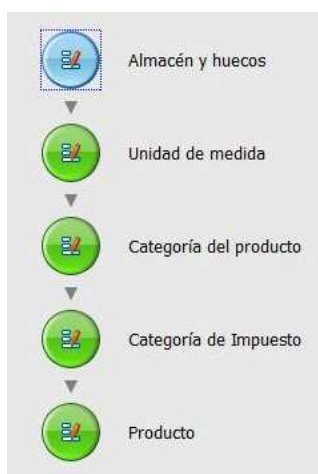 Almacén y huecos
Unidad de medida
Categoría del producto
Categoría de Impuesto
Producto